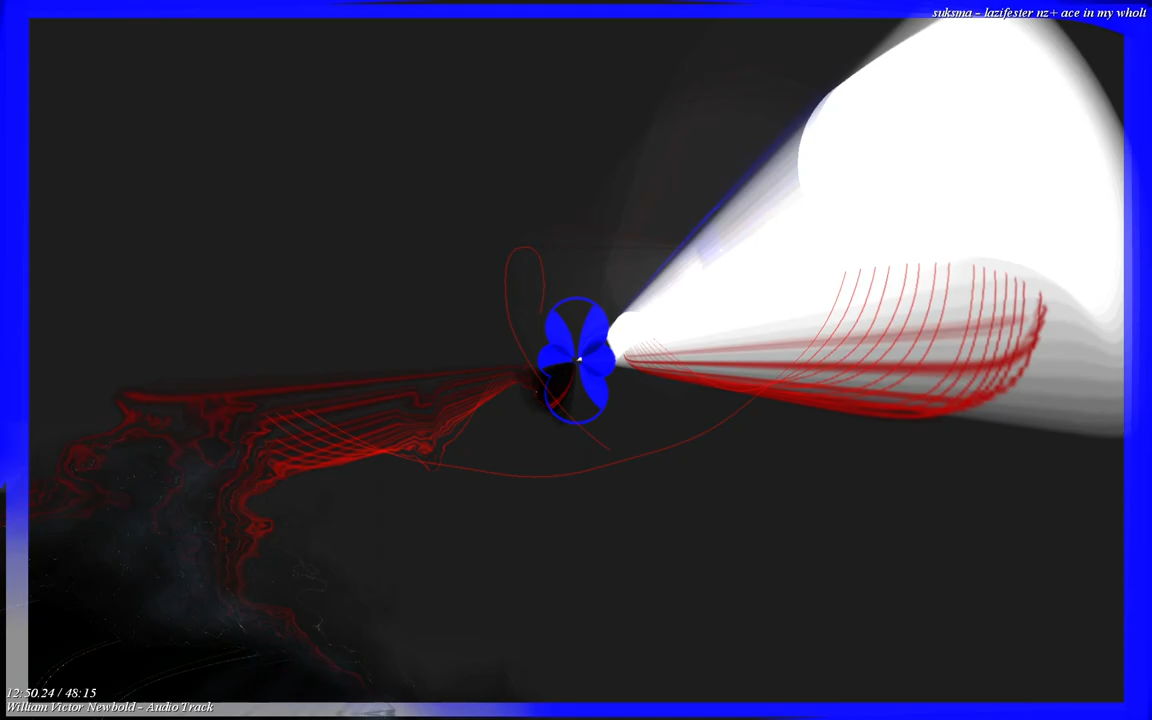 suksma - lazifester nz+ ace in my wholt
12:50.24 / 48:15
William Victor Newbold - Audio Track